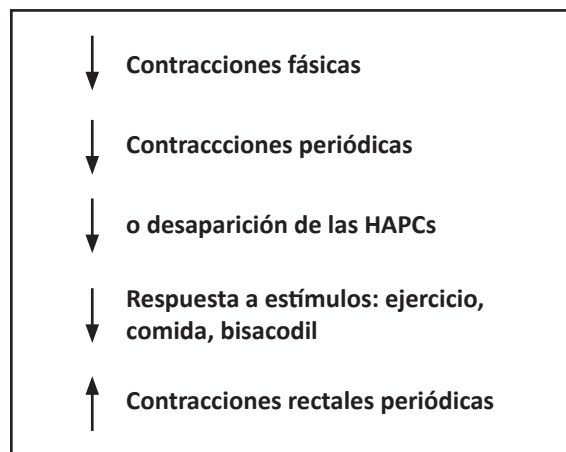 ↓ Contracciones fásicas
↓ Contraccciones periódicas
↓ o desaparición de las HAPCs
↓ Respuesta a estímulos: ejercicio,
comida, bisacodil
↑ Contracciones rectales periódicas